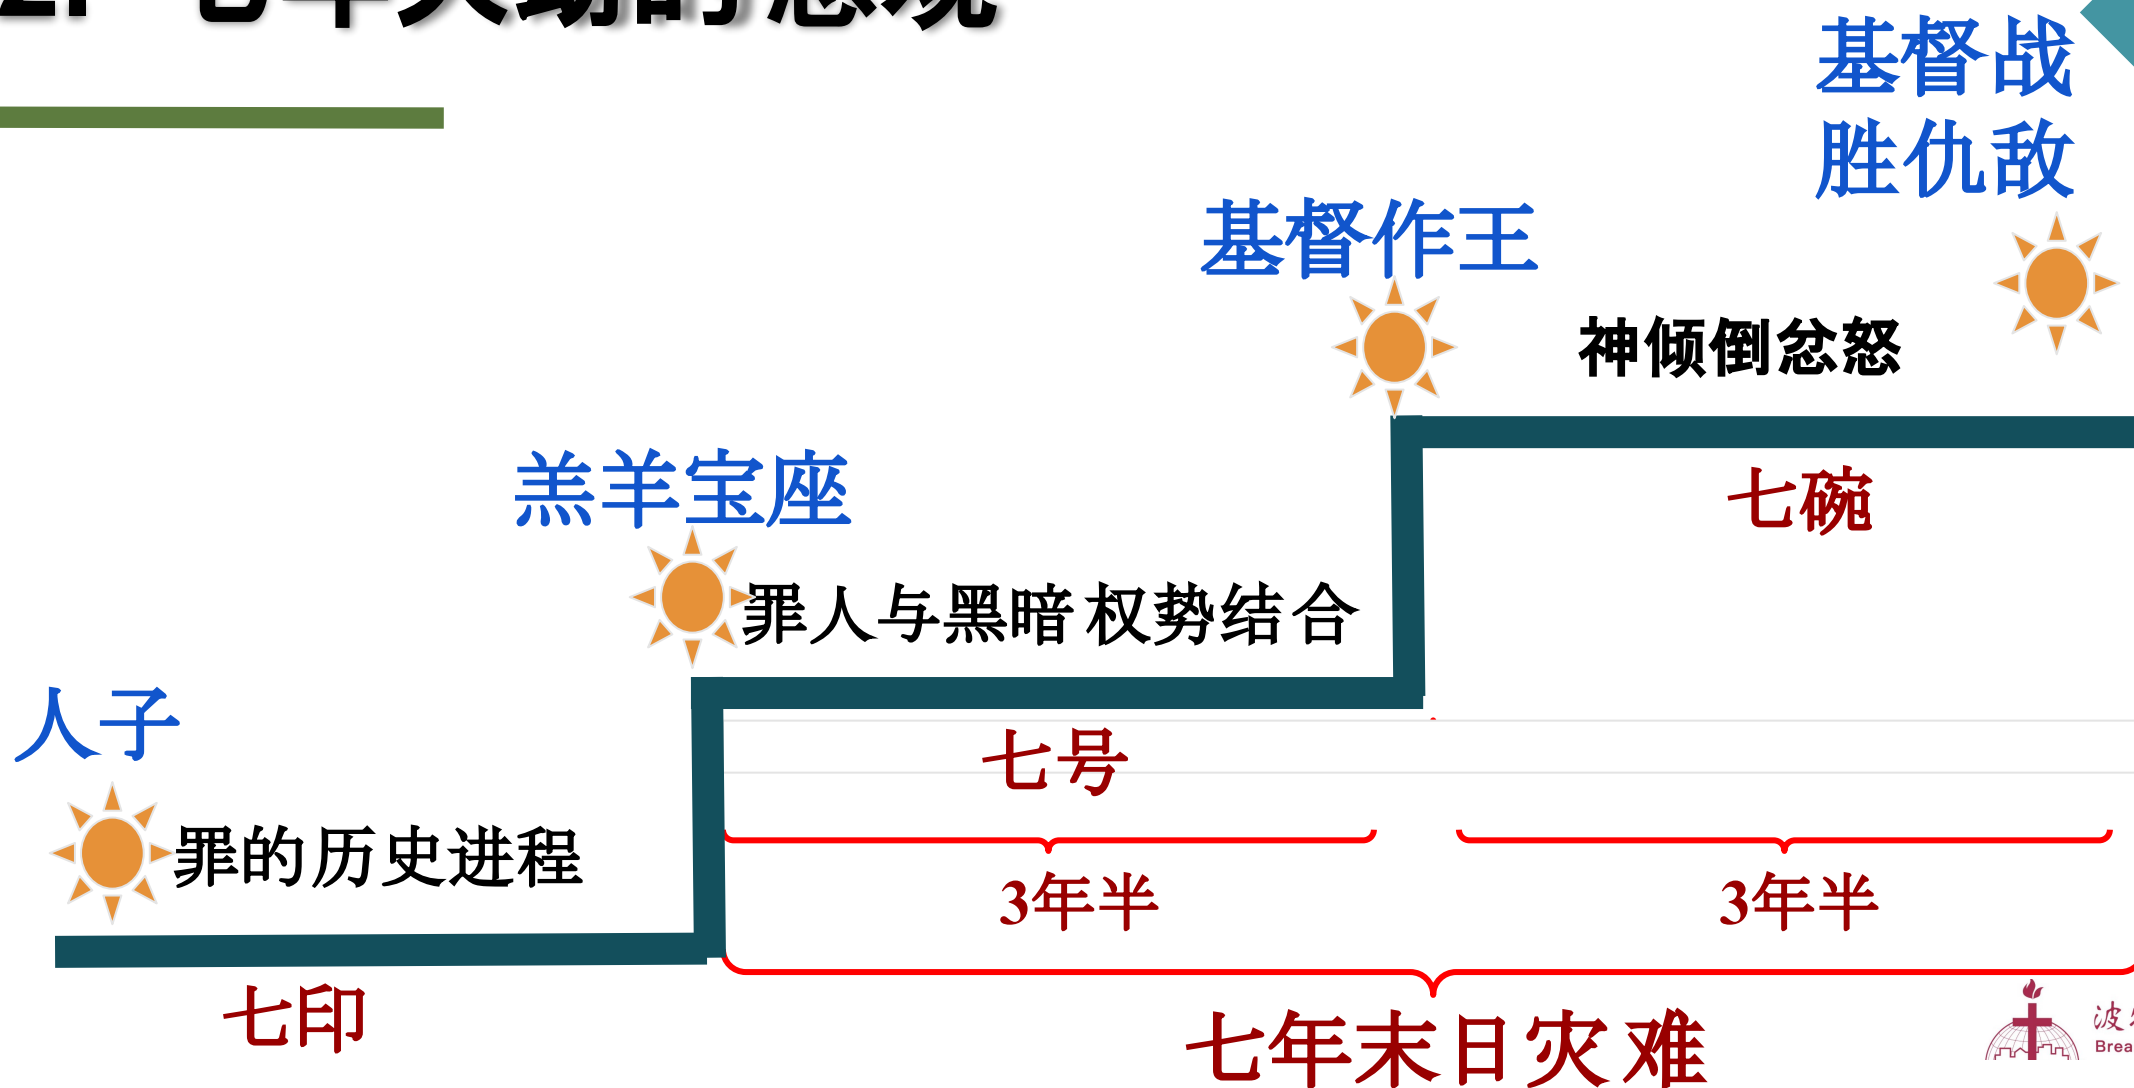 基督战
胜仇敌
基督作王
神倾倒忿怒
羔羊宝座
七碗
罪人与黑暗权势结合
人子
七号
罪的历史进程
3年半
3年半
七印
七年末日灾难
波
Brea